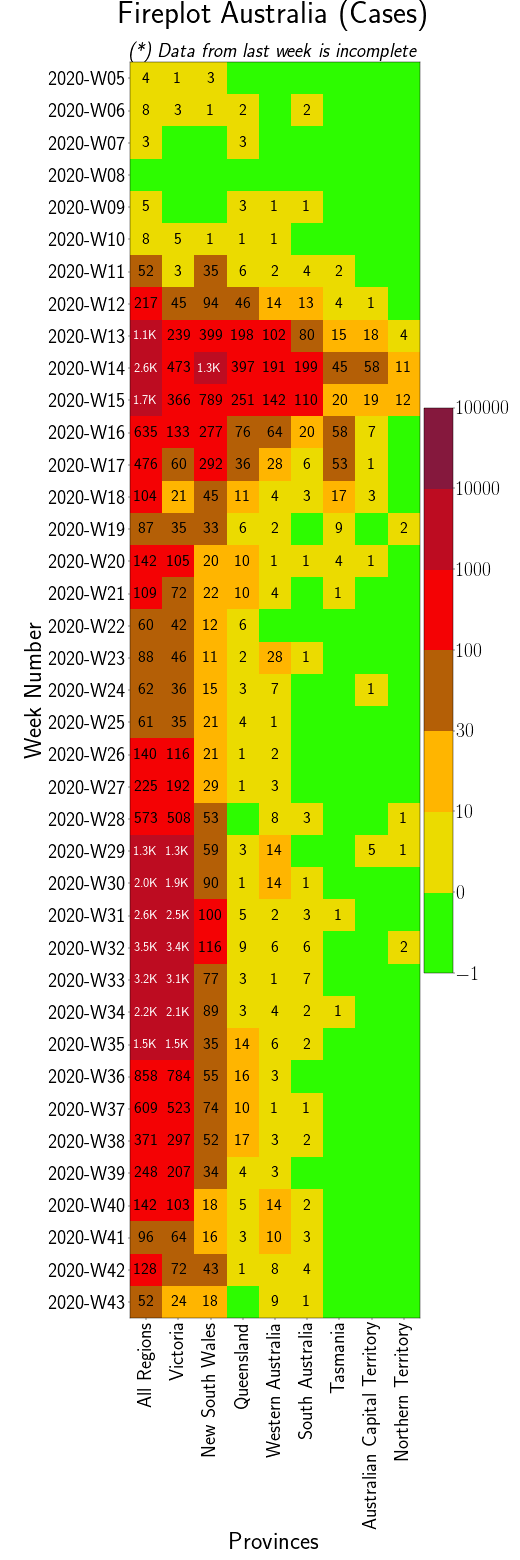 Fireplot Australia (Cases)
(*) Data from last week is incomplete
2020-W05 4 1 3
2020-W06 8 3 1 2 2
2020-W07 3 3
2020-W08
2020-W09 5 3 1 1
2020-W10 8 5 1 1 1
2020-W11 52 3 35 6 2 4 2
2020-W12 217 45 94 46 14 13 4 1
2020-W13 1.1K 239 399 198 102 80 15 18 4
2020-W14 2.6K 473 1.3K 397 191 199 45 58 11
2020-W15 1.7K 366 789 251 142 110 20 19 12
2020-W16 635 133 277 76 64 20 58 7
2020-W17 476 60 292 36 28 6 53 1
2020-W18 104 21 45 11 4 3 17 3
2020-W19 87 35 33 6 2 9 2
2020-W20 142 105 20 10 1 1 4 1
2020-W21 109 72 22 10 4 1
2020-W22 60 42 12 6
2020-W23 88 46 11 2 28 1
2020-W24 62 36 15 3 7 1
2020-W25 61 35 21 4 1
2020-W26 140 116 21 1 2
2020-W27 225 192 29 1 3
2020-W28 573 508 53 8 3 1
2020-W29 1.3K 1.3K 59 3 14 5 1
2020-W30 2.0K 1.9K 90 1 14 1
2020-W31 2.6K 2.5K 100 5 2 3 1
2020-W32 3.5K 3.4K 116 9 6 6 2
2020-W33 3.2K 3.1K 77 3 1 7
2020-W34 2.2K 2.1K 89 3 4 2 1
2020-W35 1.5K 1.5K 35 14 6 2
2020-W36 858 784 55 16 3
2020-W37 609 523 74 10 1 1
2020-W38 371 297 52 17 3 2
2020-W39 248 207 34 4 3
2020-W40 142 103 18 5 14 2
2020-W41 96 64 16 3 10 3
2020-W42 128 72 43 1 8 4
2020-W43 52 24 18 9 1
Week Number
All Regions
Victoria
New South Wales
Queensland
Western Australia
South Australia
Tasmania
Australian Capital Territory
Northern Territory
Provinces
100000
10000
1000
100
30
10
0
−1